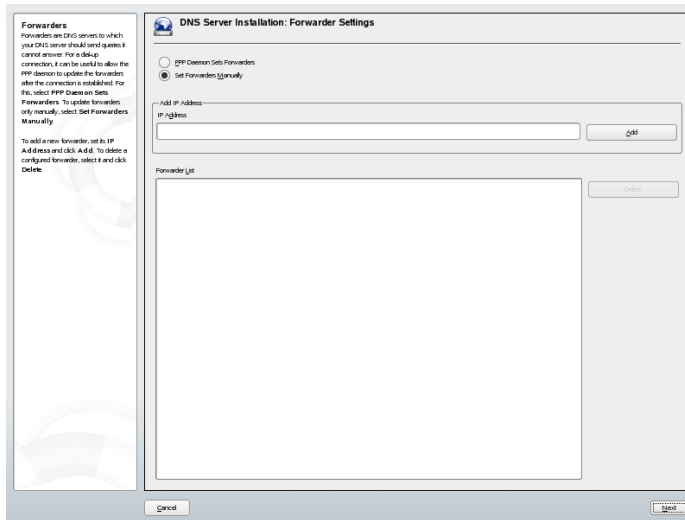 Forwarders
Forwarders are DNS servers to which
your DNS server should send queries it
cannot answer. For a dial-up
connection, it can be useful to allow the
PPP daemon to update the forwarders
after the connection is established. For
this, select PPP Daemon Sets
Forwarders. To update forwarders
only manually, select Set Forwarders
Manually.
To add a new forwarder, set its IP
Address and click Add. To delete a
configured forwarder, select it and click
Delete.
DNS Server Installation: Forwarder Settings
PPP Daemon Sets Forwarders
Set Forwarders Manually
Add IP Address
IP Address
Add
Forwarder List
Delete
Cancel
Next